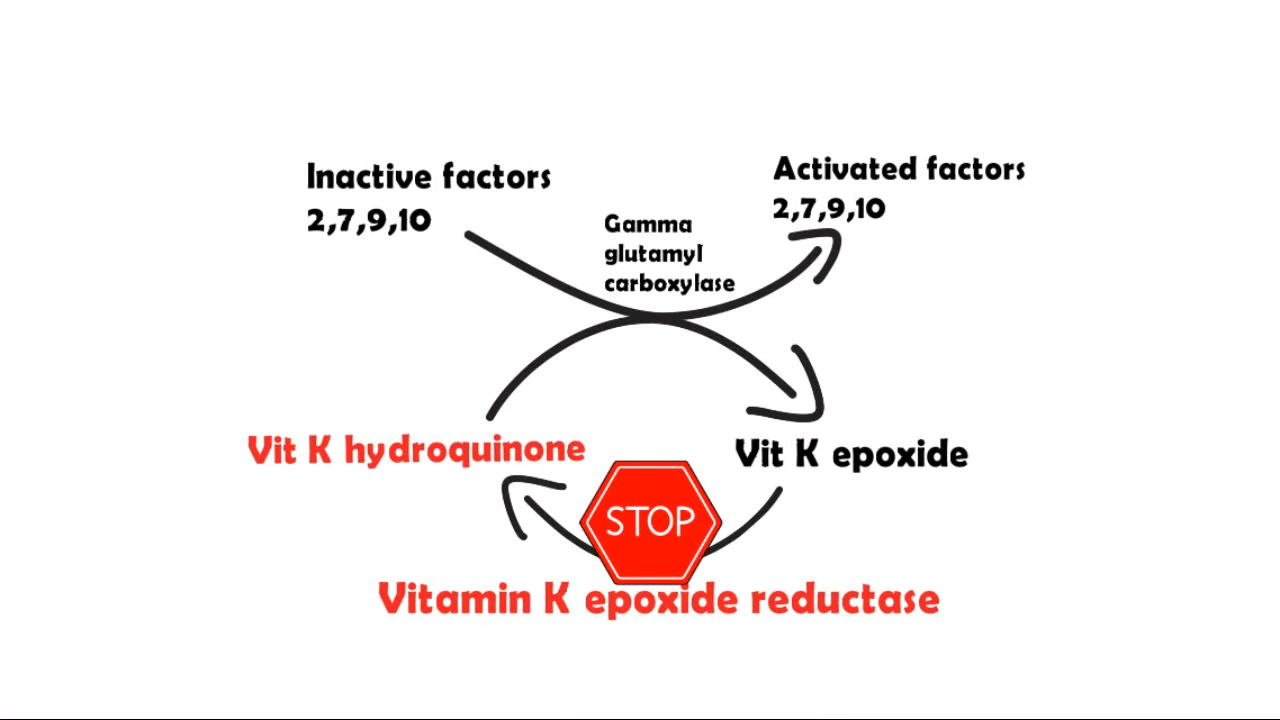 Inactive factors
2,7,9,10
Activated factors
2,7,9,10
Gamma
glutamyl
carboxylase
Vit K hydroquinone
Vit K epoxide
STOP
Vitamin K epoxide reductase